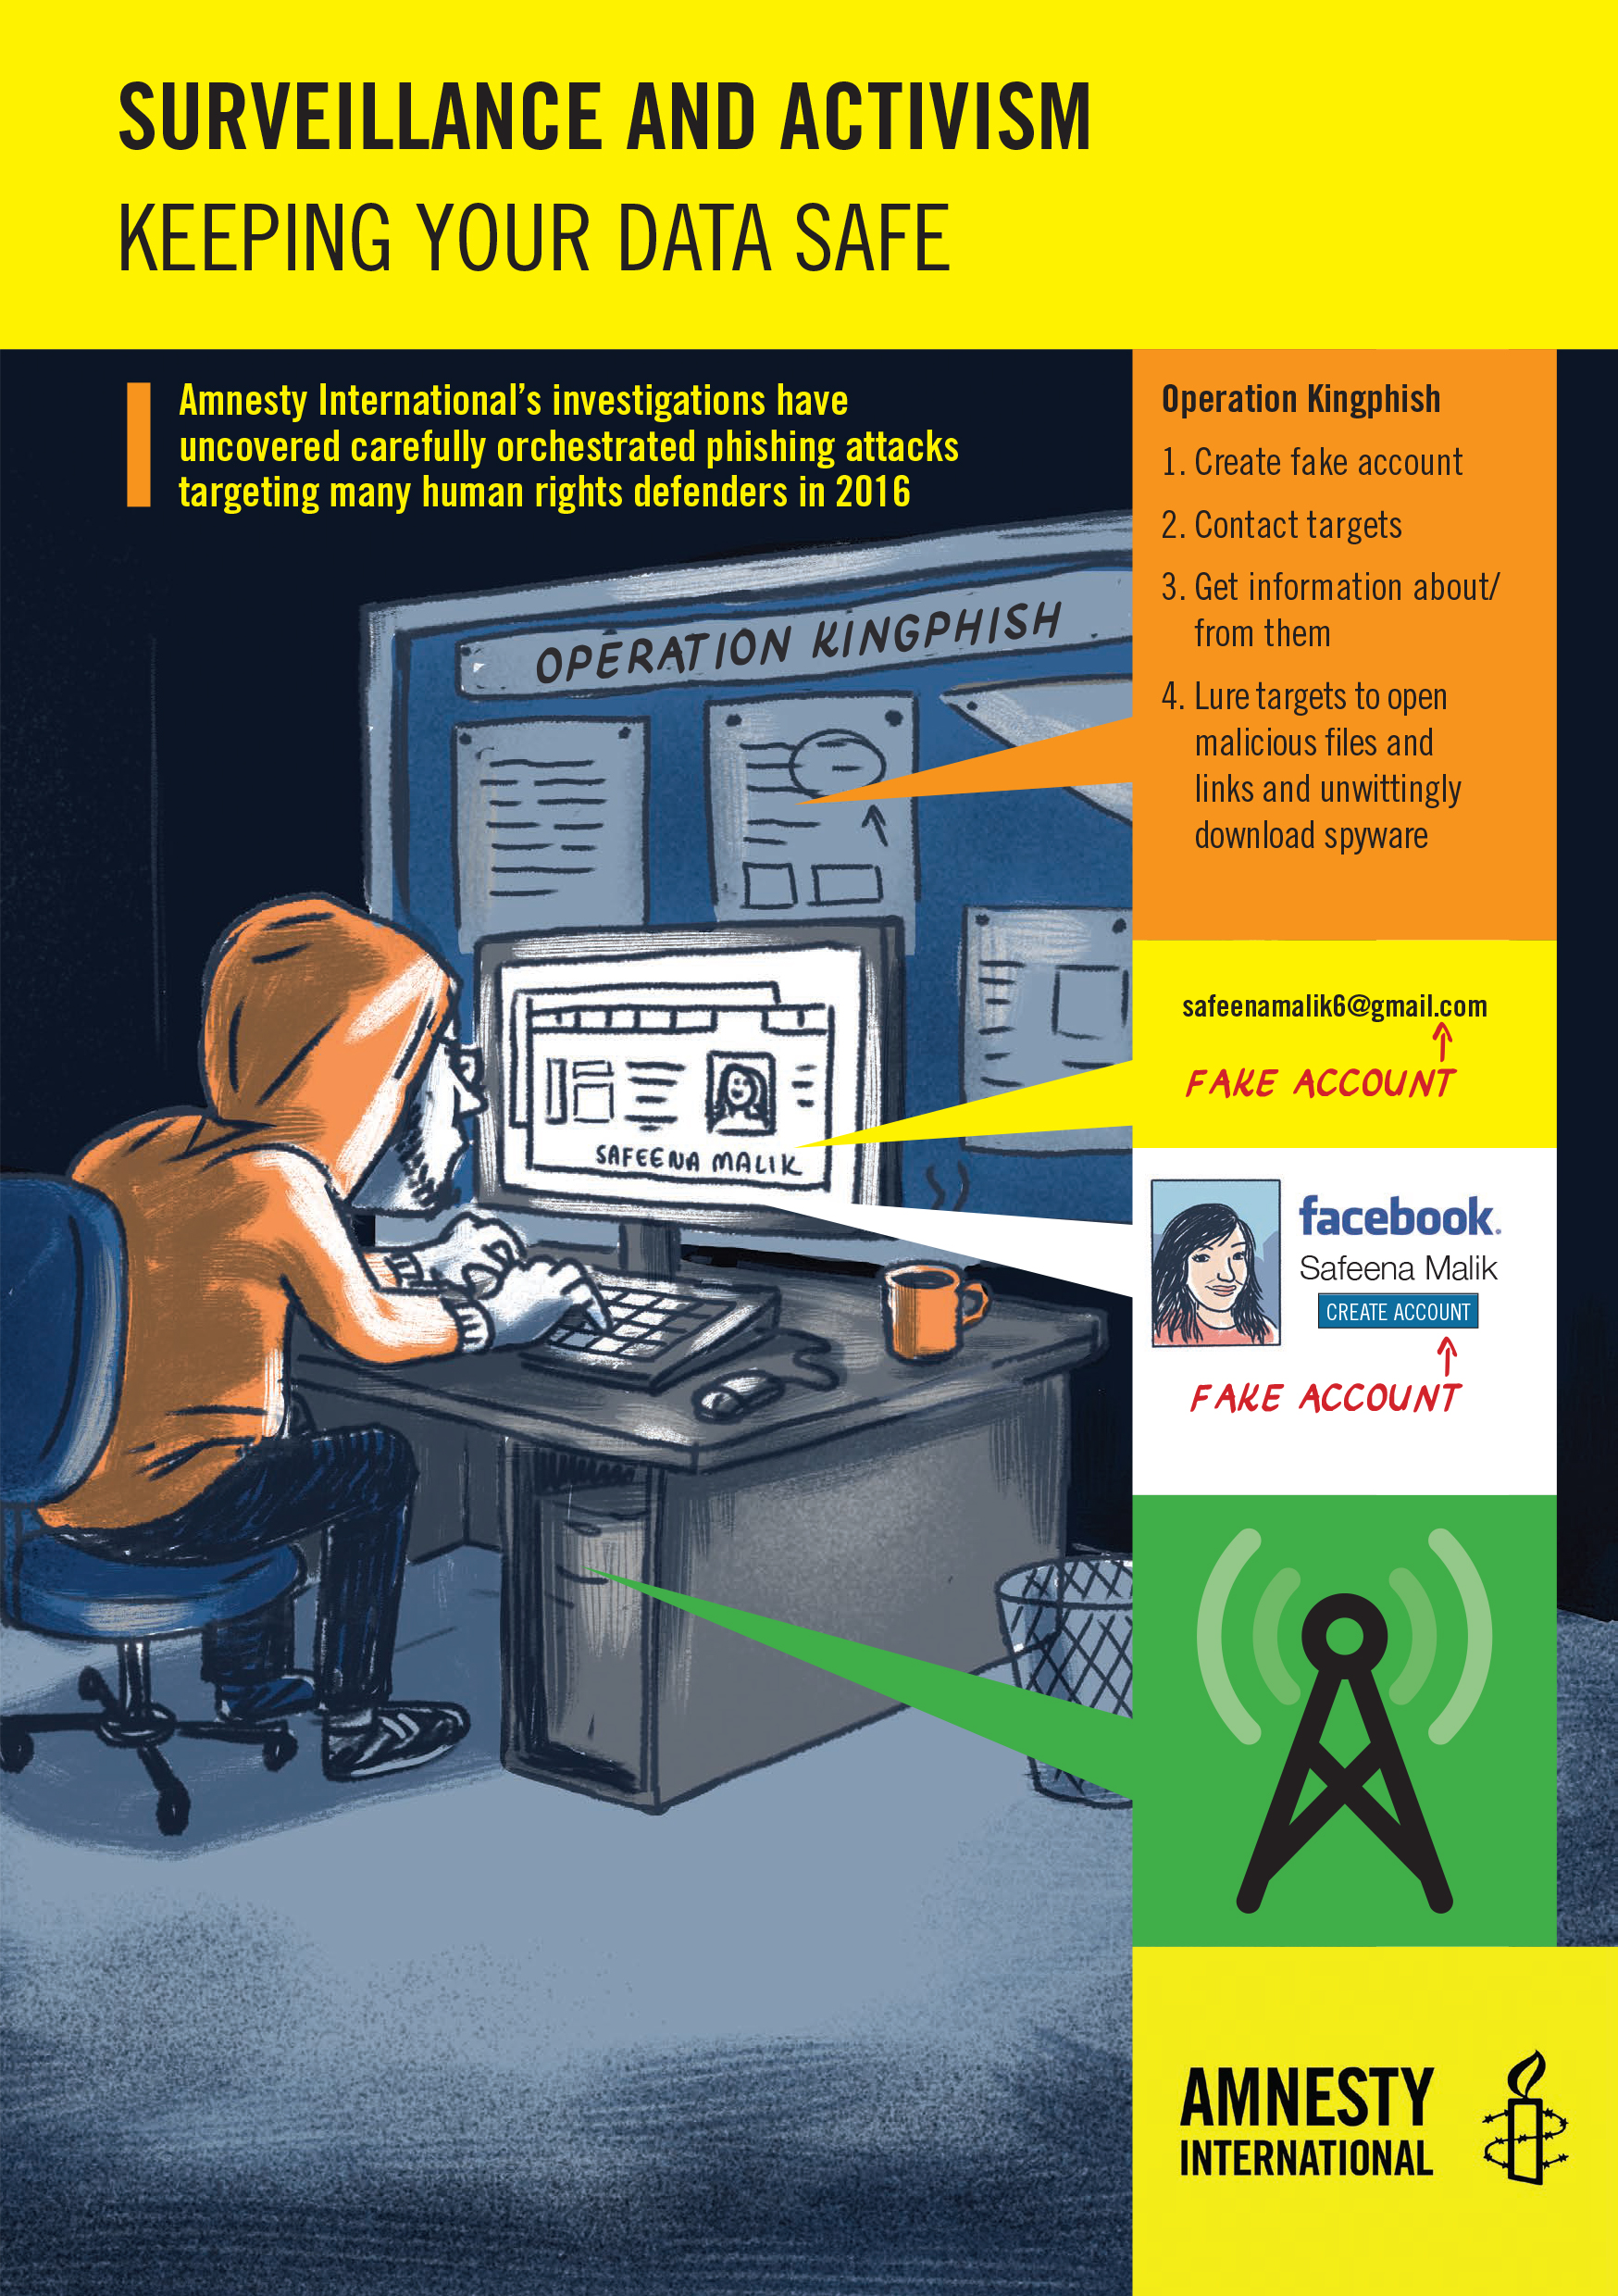 SURVEILLANCE AND ACTIVISM
KEEPING YOUR DATA SAFE
Amnesty International’s investigations have
uncovered carefully orchestrated phishing attacks
targeting many human rights defenders in 2016
OPERATION KINGPHISH
SAFEENA MALIK
Operation Kingphish
1. Create fake account
2. Contact targets
3. Get information about/
from them
4. Lure targets to open
malicious files and
links and unwittingly
download spyware
safeenamalik6@gmail.com
FAKE ACCOUNT
facebook.
Safeena Malik
CREATE ACCOUNT
FAKE ACCOUNT
AMNESTY
INTERNATIONAL